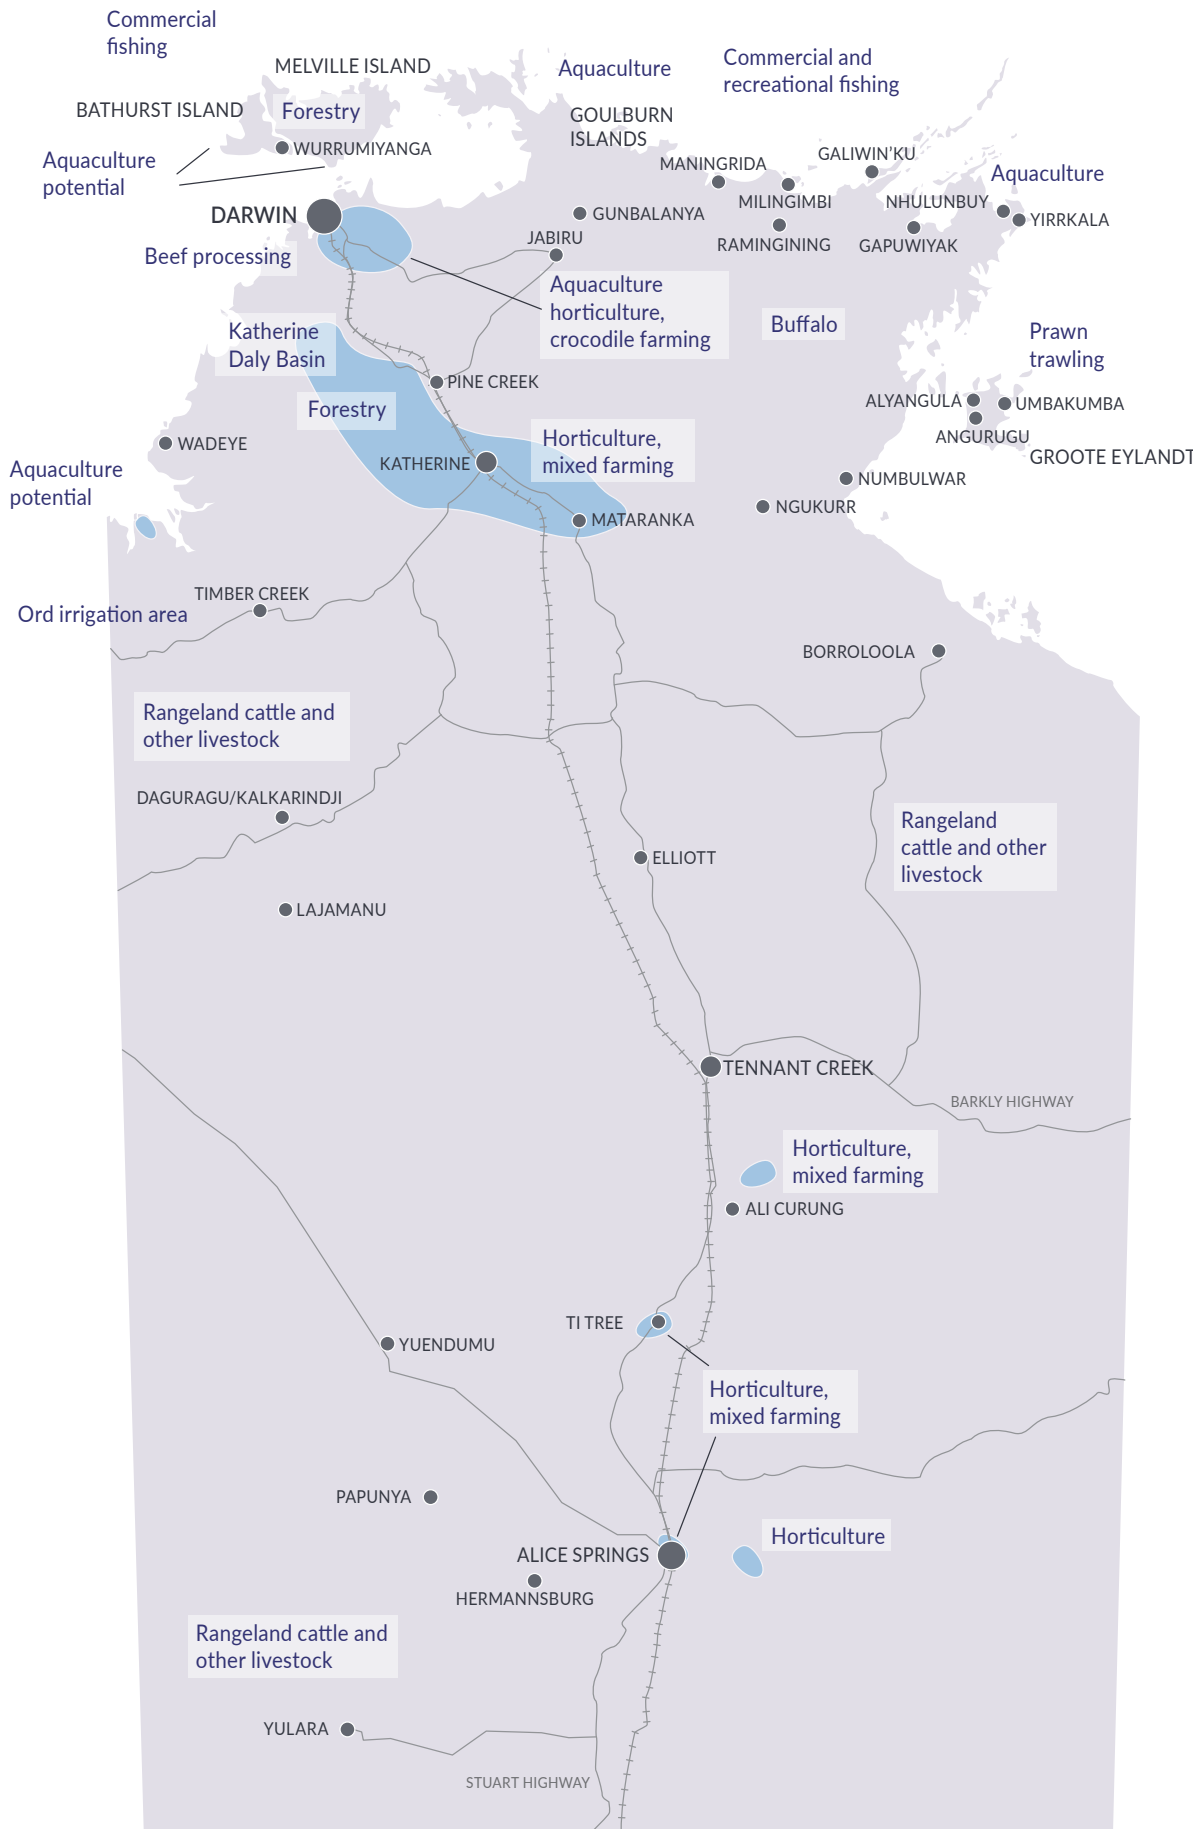 Commercial
fishing
MELVILLE ISLAND
Aquaculture
Commercial and
recreational fishing
BATHURST ISLAND
Forestry
GOULBURN
ISLANDS
WURRUMIYANGA
Aquaculture
potential
MANINGRIDA
GALIWIN'KU
Aquaculture
MILINGIMBI
NHULUNBUY
DARWIN
GUNBALANYA
YIRRKALA
JABIRU
RAMINGINING
GAPUWIYAK
Beef processing
Aquaculture
horticulture,
crocodile farming
Buffalo
Katherine
Daly Basin
Prawn
trawling
PINE CREEK
Forestry
ALYANGULA
UMBAKUMBA
ANGURUGU
WADEYE
Horticulture,
mixed farming
KATHERINE
GROOTE EYLANDT
Aquaculture
potential
NUMBULWAR
NGUKURR
MATARANKA
TIMBER CREEK
Ord irrigation area
BORROLOOLA
Rangeland cattle and
other livestock
DAGURAGU/KALKARINDJI
Rangeland
cattle and other
livestock
ELLIOTT
LAJAMANU
TENNANT CREEK
BARKLY HIGHWAY
Horticulture,
mixed farming
ALI CURUNG
TI TREE
YUENDUMU
Horticulture,
mixed farming
PAPUNYA
Horticulture
ALICE SPRINGS
HERMANNSBURG
Rangeland cattle and
other livestock
YULARA
STUART HIGHWAY